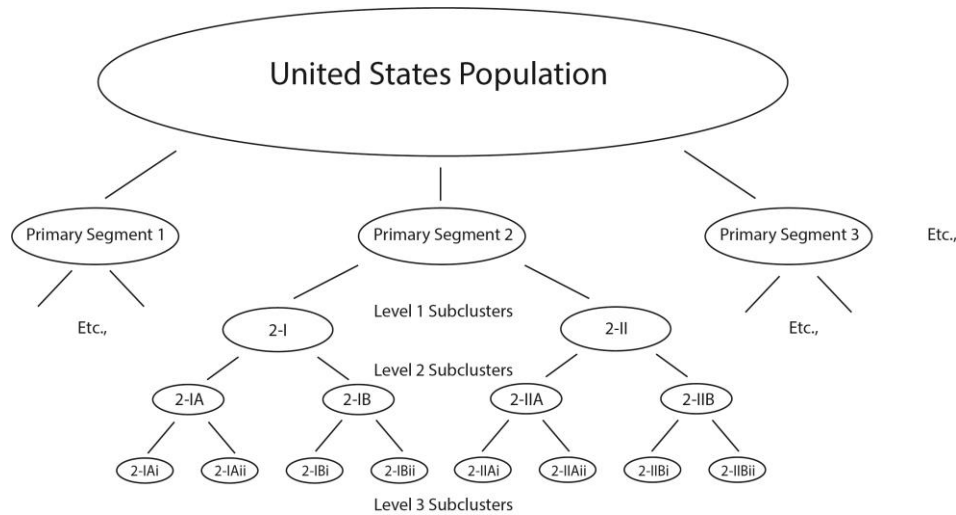 United States Population
Primary Segment 1
Primary Segment 2
Primary Segment 3
Etc.,
Etc.,
Level 1 Subclusters
2-I
2-II
Etc.,
Level 2 Subclusters
2-IA
2-IB
2-IIA
2-IIB
2-IAi
2-IAii
2-IBi
2-IBii
2-IIAi
2-IIAii
2-IIBi
2-IIBii
Level 3 Subclusters